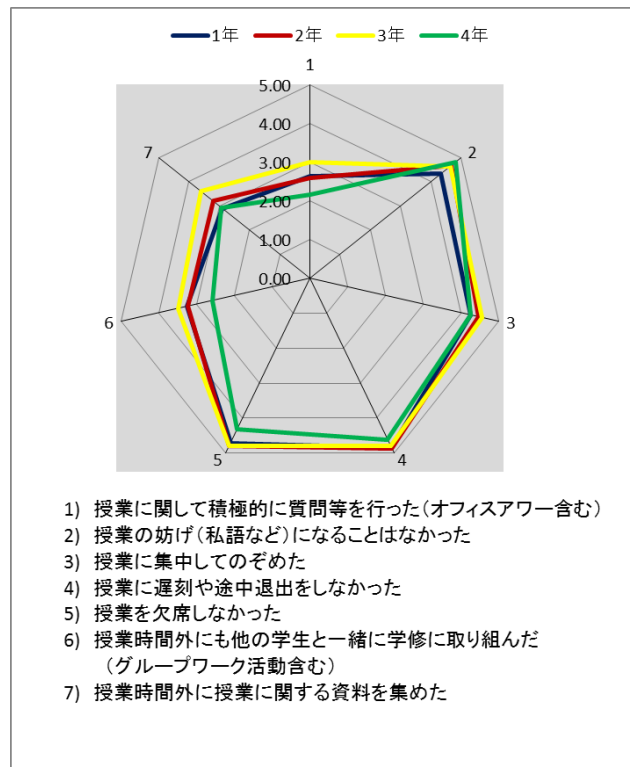 1年 2年 3年 4年
1
5.00
4.00
7
2
3.00
2.00
1.00
0.00
6
3
5
4
1) 授業に関して積極的に質問等を行った(オフィスアワー含む)
2) 授業の妨げ(私語など)になることはなかった
3) 授業に集中してのぞめた
4) 授業に遅刻や途中退出をしなかった
5) 授業を欠席しなかった
6) 授業時間外にも他の学生と一緒に学修に取り組んだ
(グループワーク活動含む)
7) 授業時間外に授業に関する資料を集めた